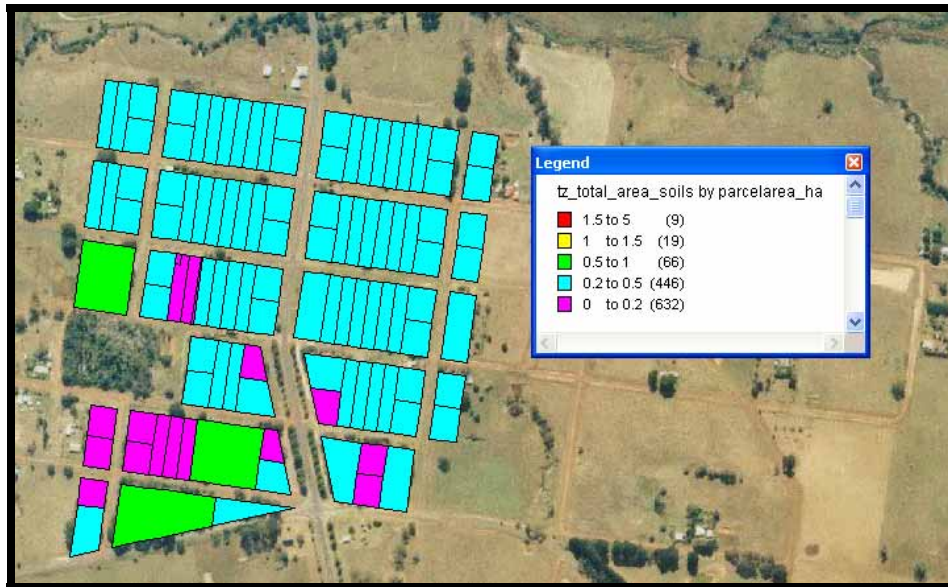 Legend
tz_total_area_soils by parcelarea_ha
1.5 to 5 (9)
1 to 1.5 (19)
0.5 to 1 (66)
0.2 to 0.5 (446)
0 to 0.2 (632)